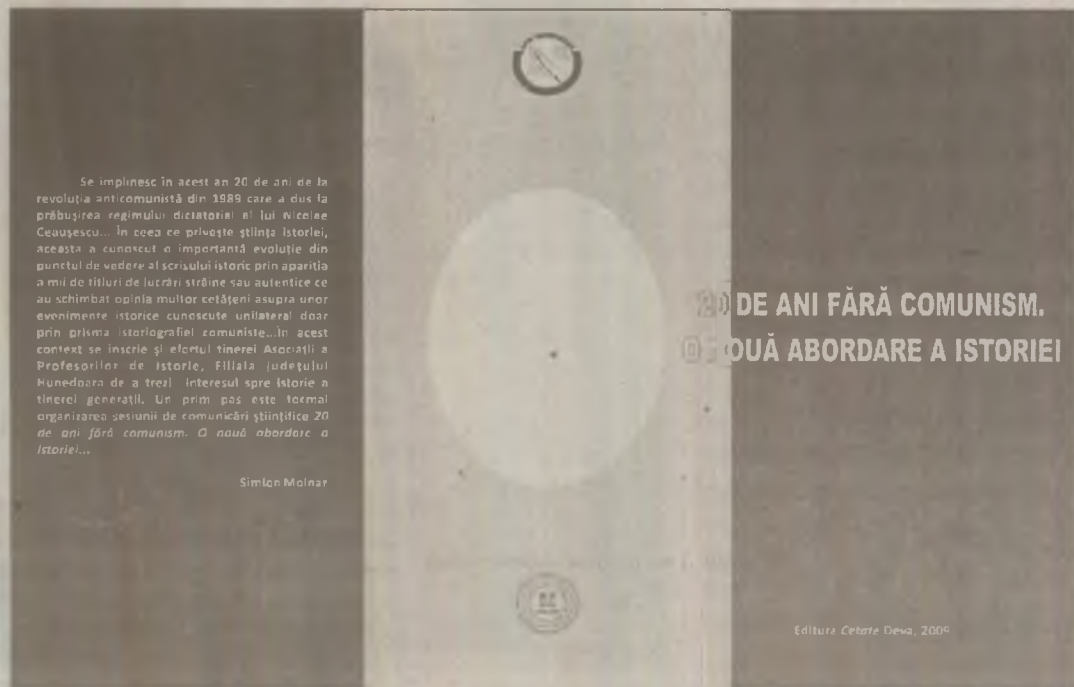 Se implinesc în acest an 20 de ani de la
revoluția anticomunistă din 1989 care a dus la
prăbușirea regimului dictatorial al lui Nicolae
Ceaușescu... În ceea ce privește știința istoriei,
aceasta a cunoscut o importantă evoluție din
punctul de vedere al scrisului istoric prin apariția
a mii de titluri de lucrări străine sau autentice ce
au schimbat opinia multor cetățeni asupra unor
evenimente istorice cunoscute unilateral doar
prin prisma istoriografiei comuniste...În acest
context se înscrie și efortul tinerei Asociații a
Profesorilor de Istorie, Filiala județului
Hunedoara de a trezi interesul spre istorie a
tinerei generații. Un prim pas este tocmai
organizarea sesiunii de comunicări științifice 20
de ani fără comunism. O nouă abordare a
istoriei...
Simion Molnar
20 DE ANI FĂRĂ COMUNISM.
O NOUĂ ABORDARE A ISTORIEI
Editura Cetate Deva, 2009